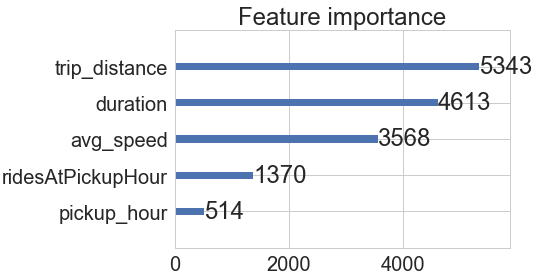 Feature importance
trip_distance 5343
duration 4613
avg_speed 3568
ridesAtPickupHour 1370
pickup_hour 514
0 2000 4000